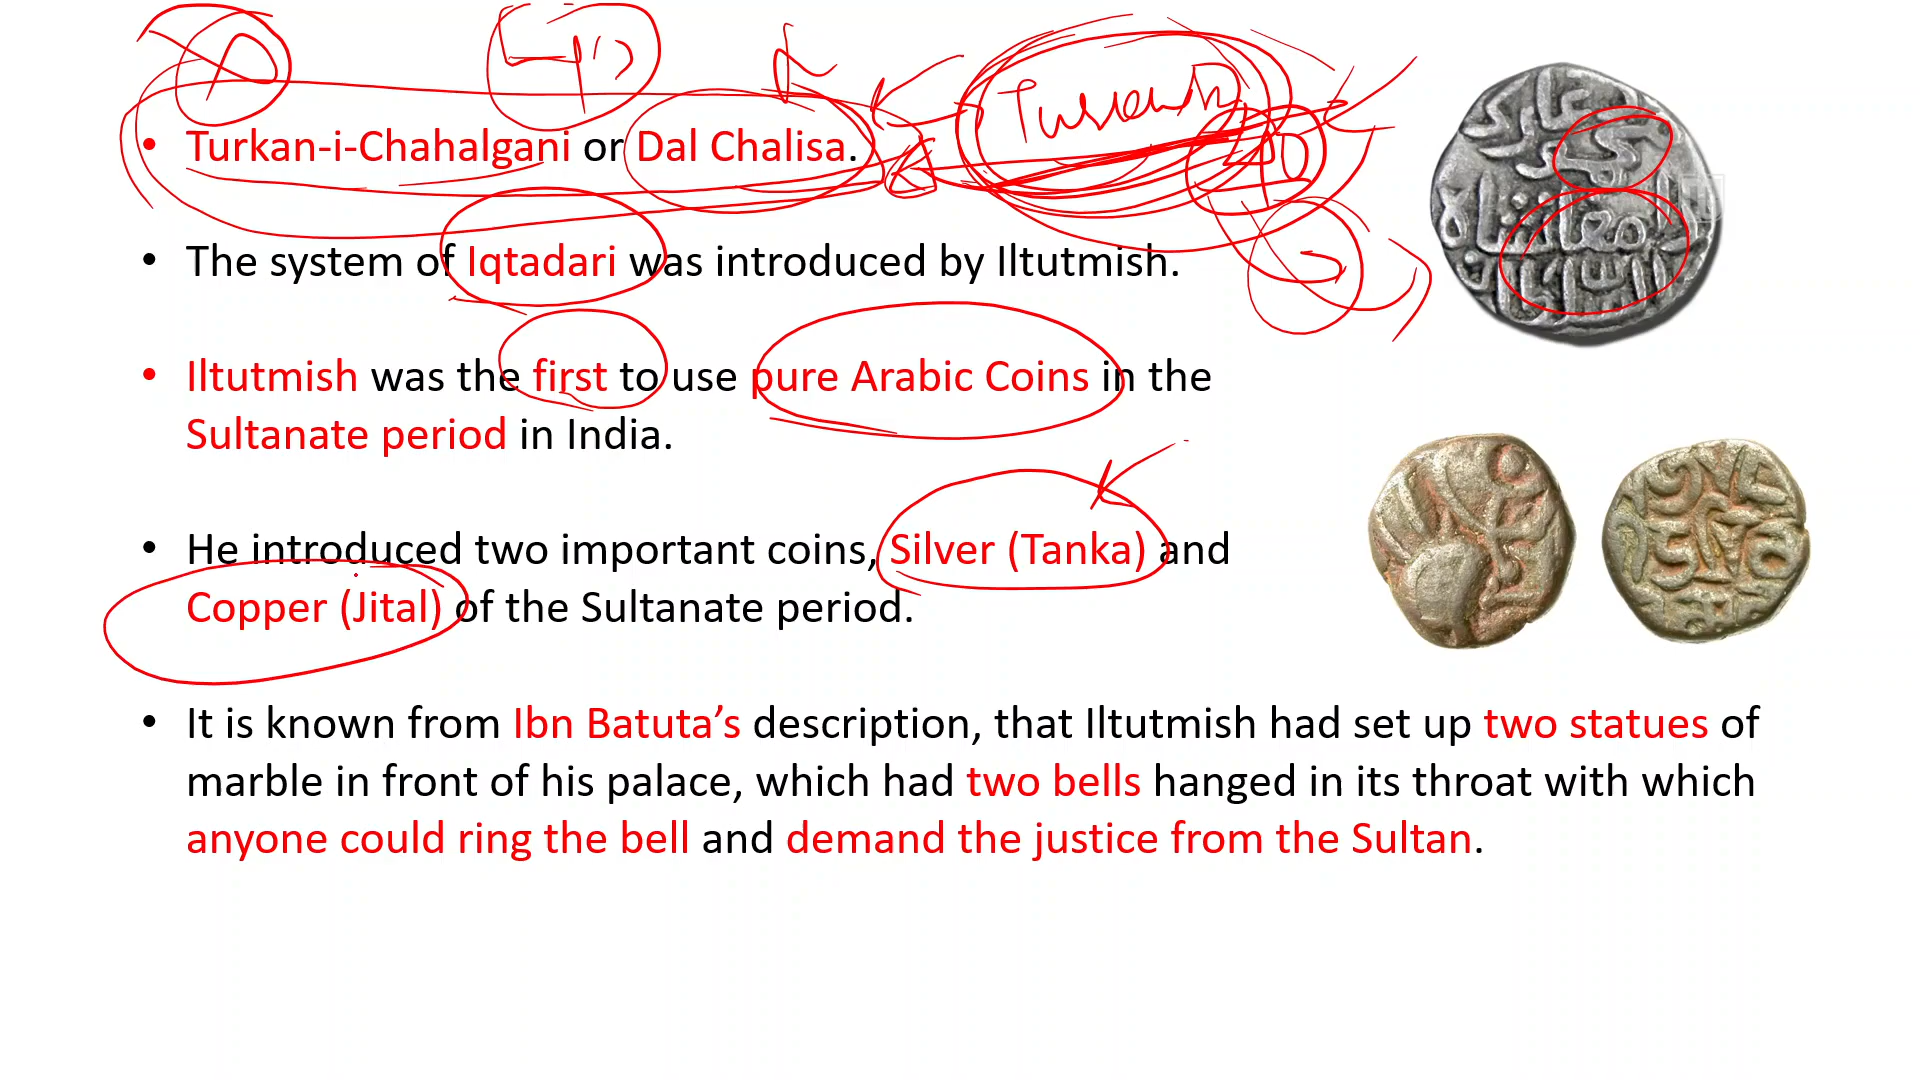 • Turkan-i-Chahalgani or Dal Chalisa.
• The system of Iqtadari was introduced by Iltutmish.
• Iltutmish was the first to use pure Arabic Coins in the
Sultanate period in India.
• He introduced two important coins, Silver (Tanka) and
Copper (Jital) of the Sultanate period.
• It is known from Ibn Batuta’s description, that Iltutmish had set up two statues of
marble in front of his palace, which had two bells hanged in its throat with which
anyone could ring the bell and demand the justice from the Sultan.